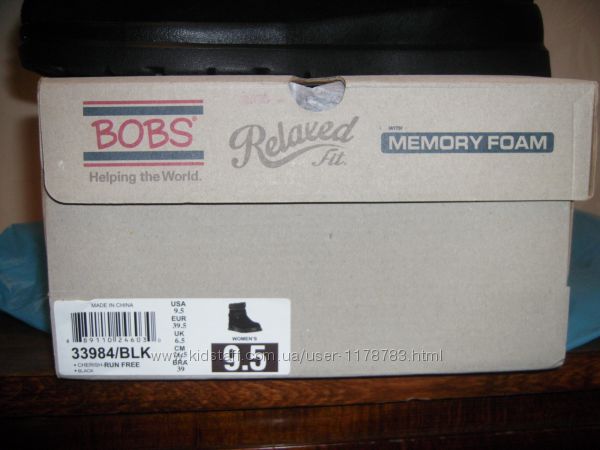 BOBS®
Helping the World.
Relaxed
Fit.
WITH
MEMORY FOAM
MADE IN CHINA
33984/BLK
• CHERISH-RUN FREE
• BLACK
USA
9.5
EUR
39.5
UK
6.5
CM
BRA
39
WOMEN'S
9.5
www.kidstaff.com.ua/user-1178783.html